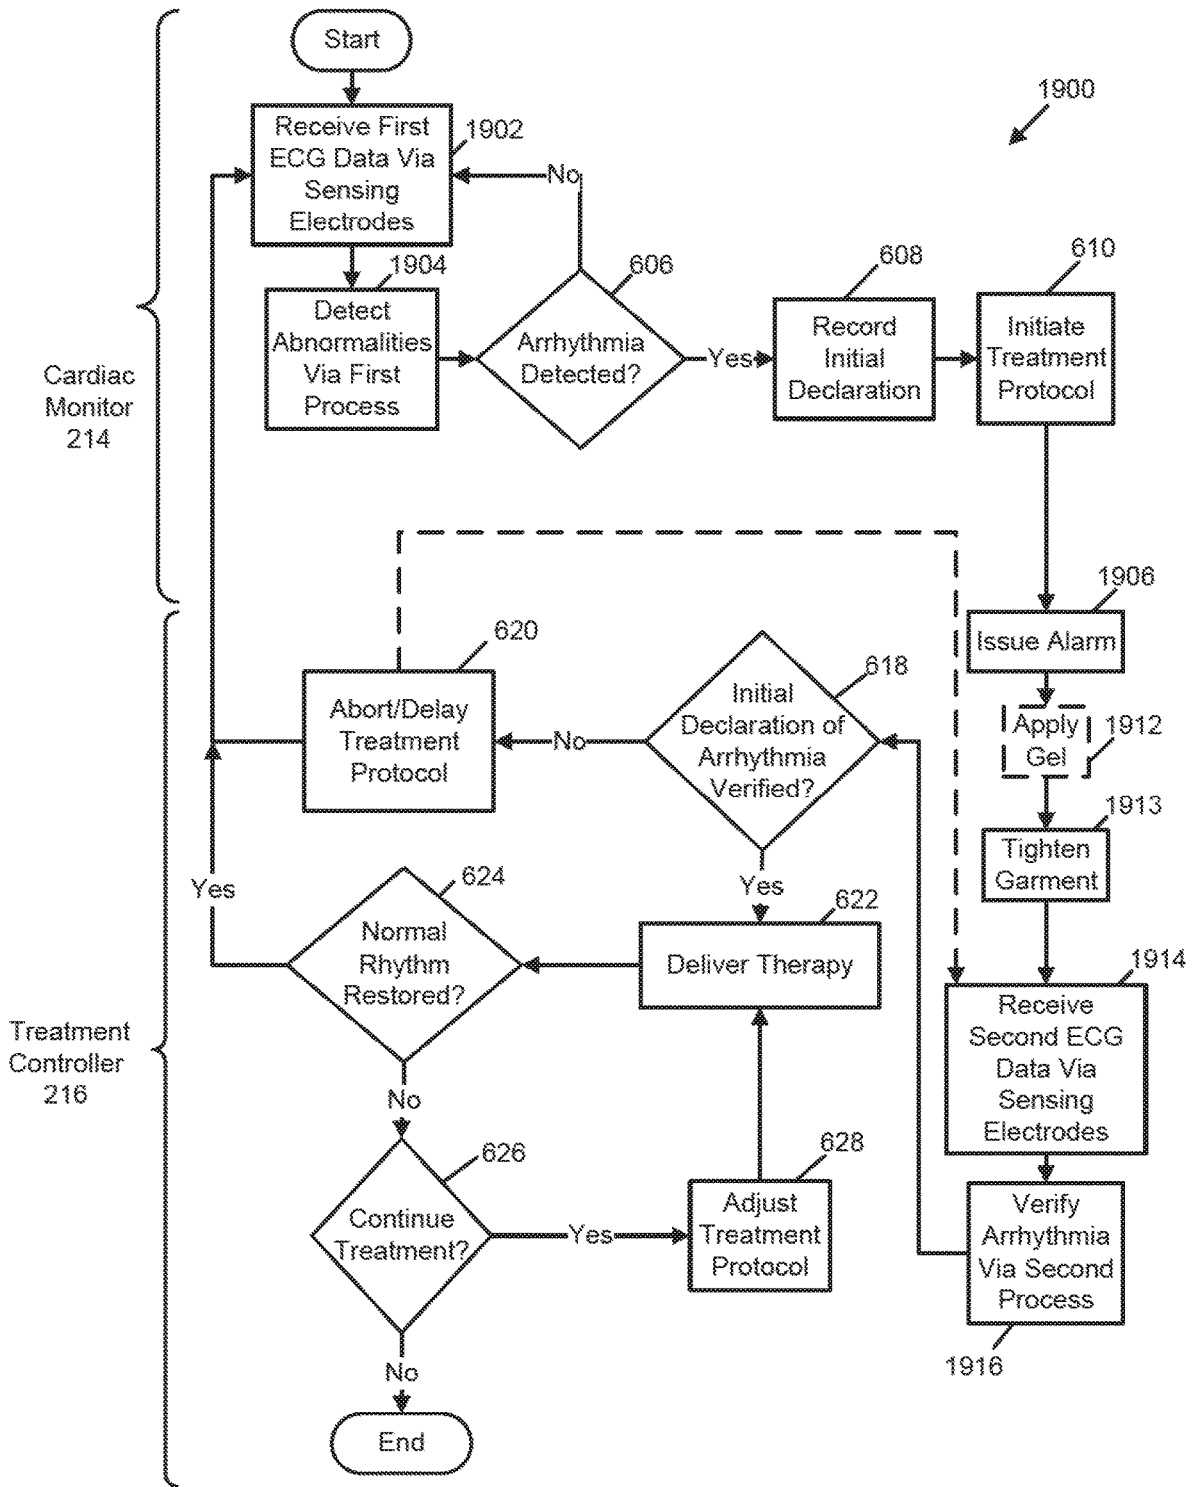 Start
1900
Receive First
ECG Data Via
Sensing
Electrodes
1902
No
1904
Detect
Abnormalities
Via First
Process
606
Arrhythmia
Detected?
Yes
608
Record
Initial
Declaration
610
Initiate
Treatment
Protocol
Cardiac
Monitor
214
1906
Issue Alarm
620
Abort/Delay
Treatment
Protocol
No
618
Initial
Declaration of
Arrhythmia
Verified?
Apply
Gel
1912
1913
Tighten
Garment
Yes
Yes
624
Normal
Rhythm
Restored?
622
Deliver Therapy
1914
Receive
Second ECG
Data Via
Sensing
Electrodes
Treatment
Controller
216
No
626
Continue
Treatment?
Yes
628
Adjust
Treatment
Protocol
Verify
Arrhythmia
Via Second
Process
1916
No
End